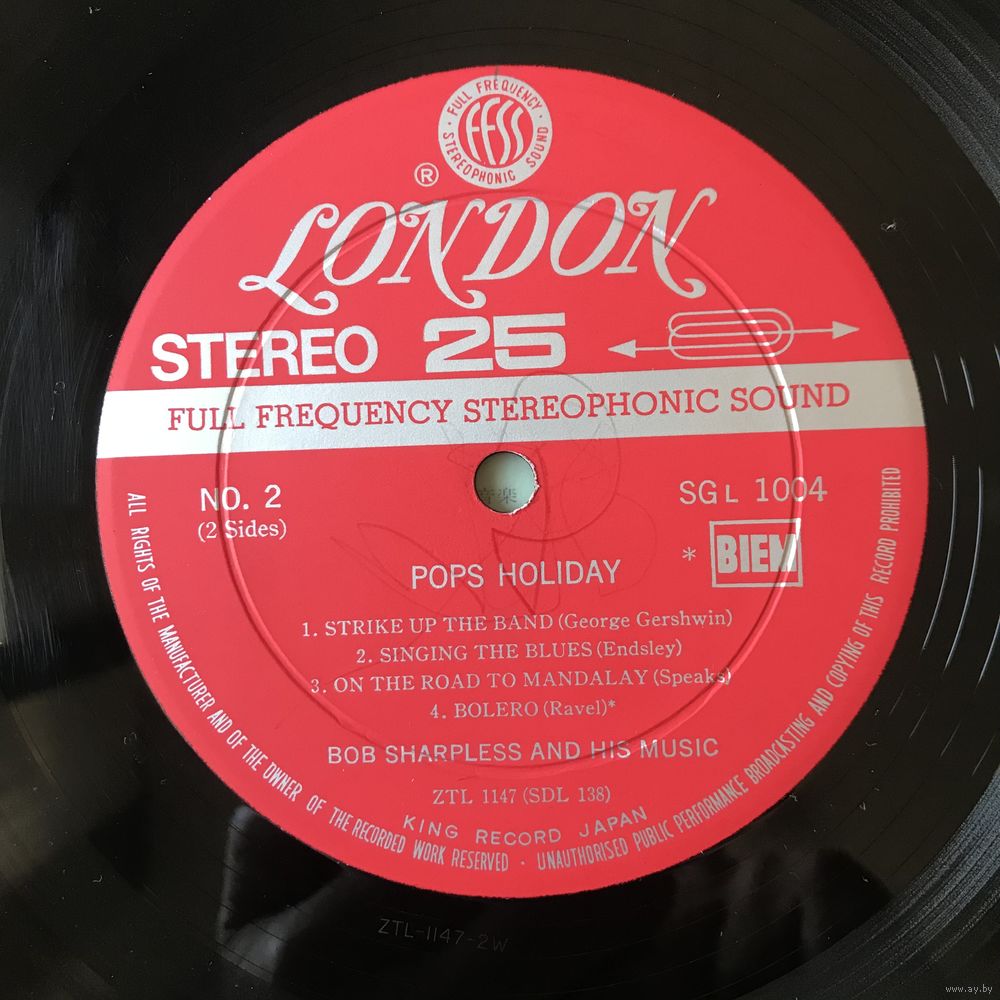 FULL FREQUENCY
FFSS
STEREOPHONIC SOUND
®
LONDON
STEREO 25
FULL FREQUENCY STEREOPHONIC SOUND
NO. 2
(2 Sides)
SGL 1004
* BIEM
POPS HOLIDAY
1. STRIKE UP THE BAND (George Gershwin)
2. SINGING THE BLUES (Endsley)
3. ON THE ROAD TO MANDALAY (Speaks)
4. BOLERO (Ravel)*
BOB SHARPLESS AND HIS MUSIC
ZTL 1147 (SDL 138)
KING RECORD JAPAN
ALL RIGHTS OF THE MANUFACTURER AND OF THE OWNER OF THE RECORDED WORK RESERVED · UNAUTHORISED PUBLIC PERFORMANCE BROADCASTING AND COPYING OF THIS RECORD PROHIBITED
ZTL-1147-2W
www.ay.by